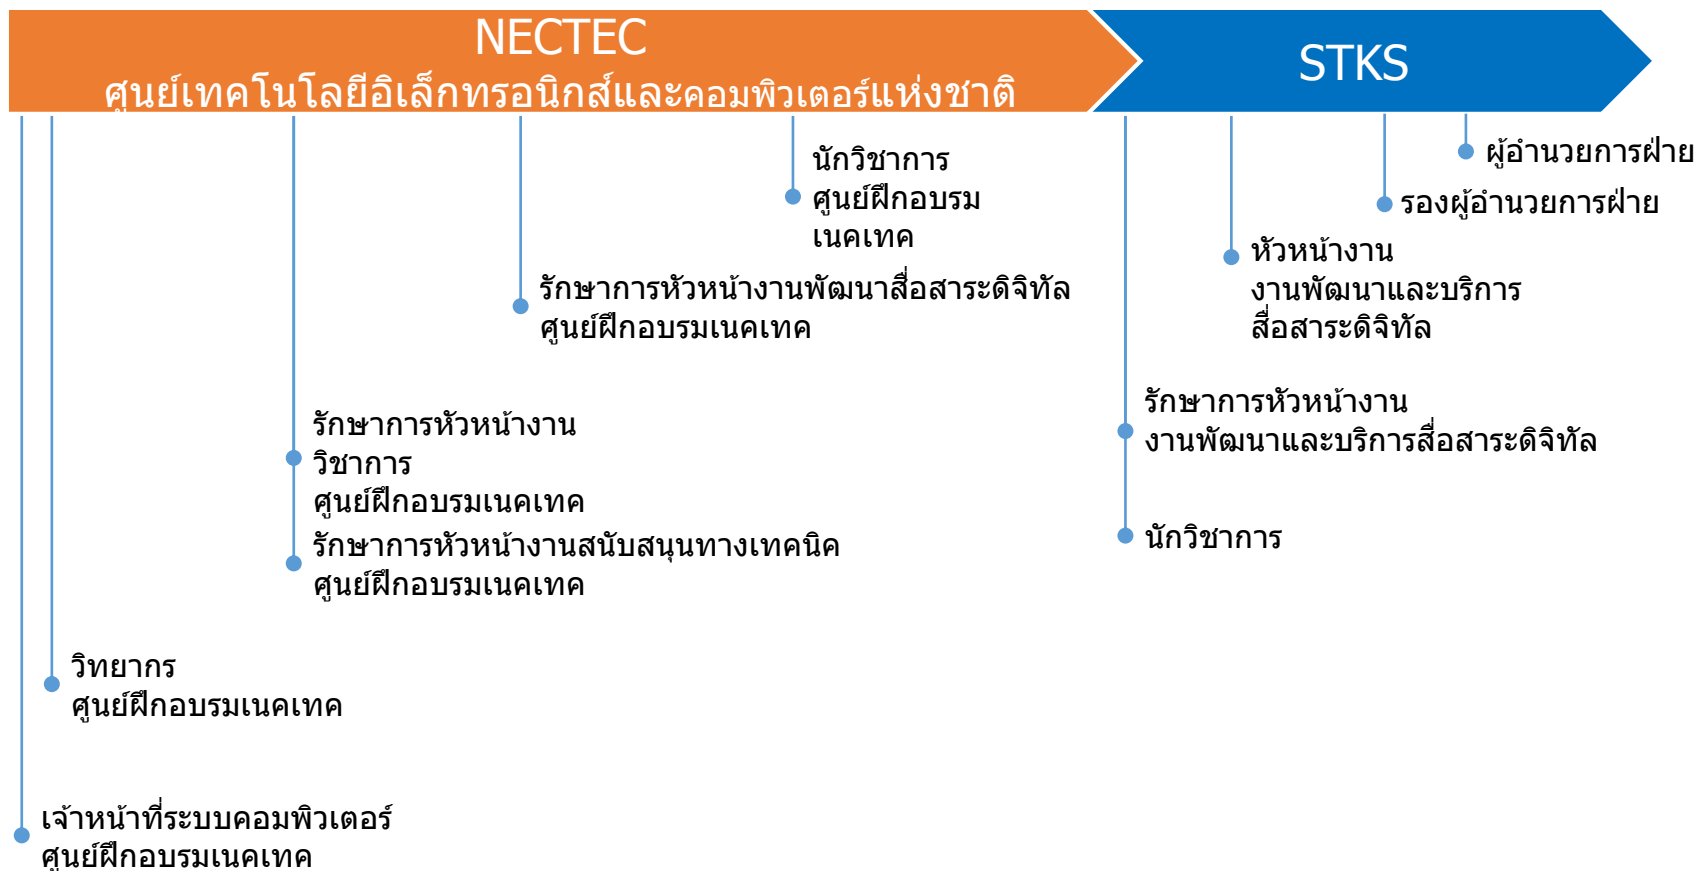 NECTEC
ศูนย์เทคโนโลยีอิเล็กทรอนิกส์และคอมพิวเตอร์แห่งชาติ
STKS
นักวิชาการ
ศูนย์ฝึกอบรม
เนคเทค
ผู้อำนวยการฝ่าย
รองผู้อำนวยการฝ่าย
หัวหน้างาน
งานพัฒนาและบริการ
สื่อสาระดิจิทัล
รักษาการหัวหน้างานพัฒนาสื่อสาระดิจิทัล
ศูนย์ฝึกอบรมเนคเทค
รักษาการหัวหน้างาน
งานพัฒนาและบริการสื่อสาระดิจิทัล
รักษาการหัวหน้างาน
วิชาการ
ศูนย์ฝึกอบรมเนคเทค
รักษาการหัวหน้างานสนับสนุนทางเทคนิค
ศูนย์ฝึกอบรมเนคเทค
นักวิชาการ
วิทยากร
ศูนย์ฝึกอบรมเนคเทค
เจ้าหน้าที่ระบบคอมพิวเตอร์
ศูนย์ฝึกอบรมเนคเทค